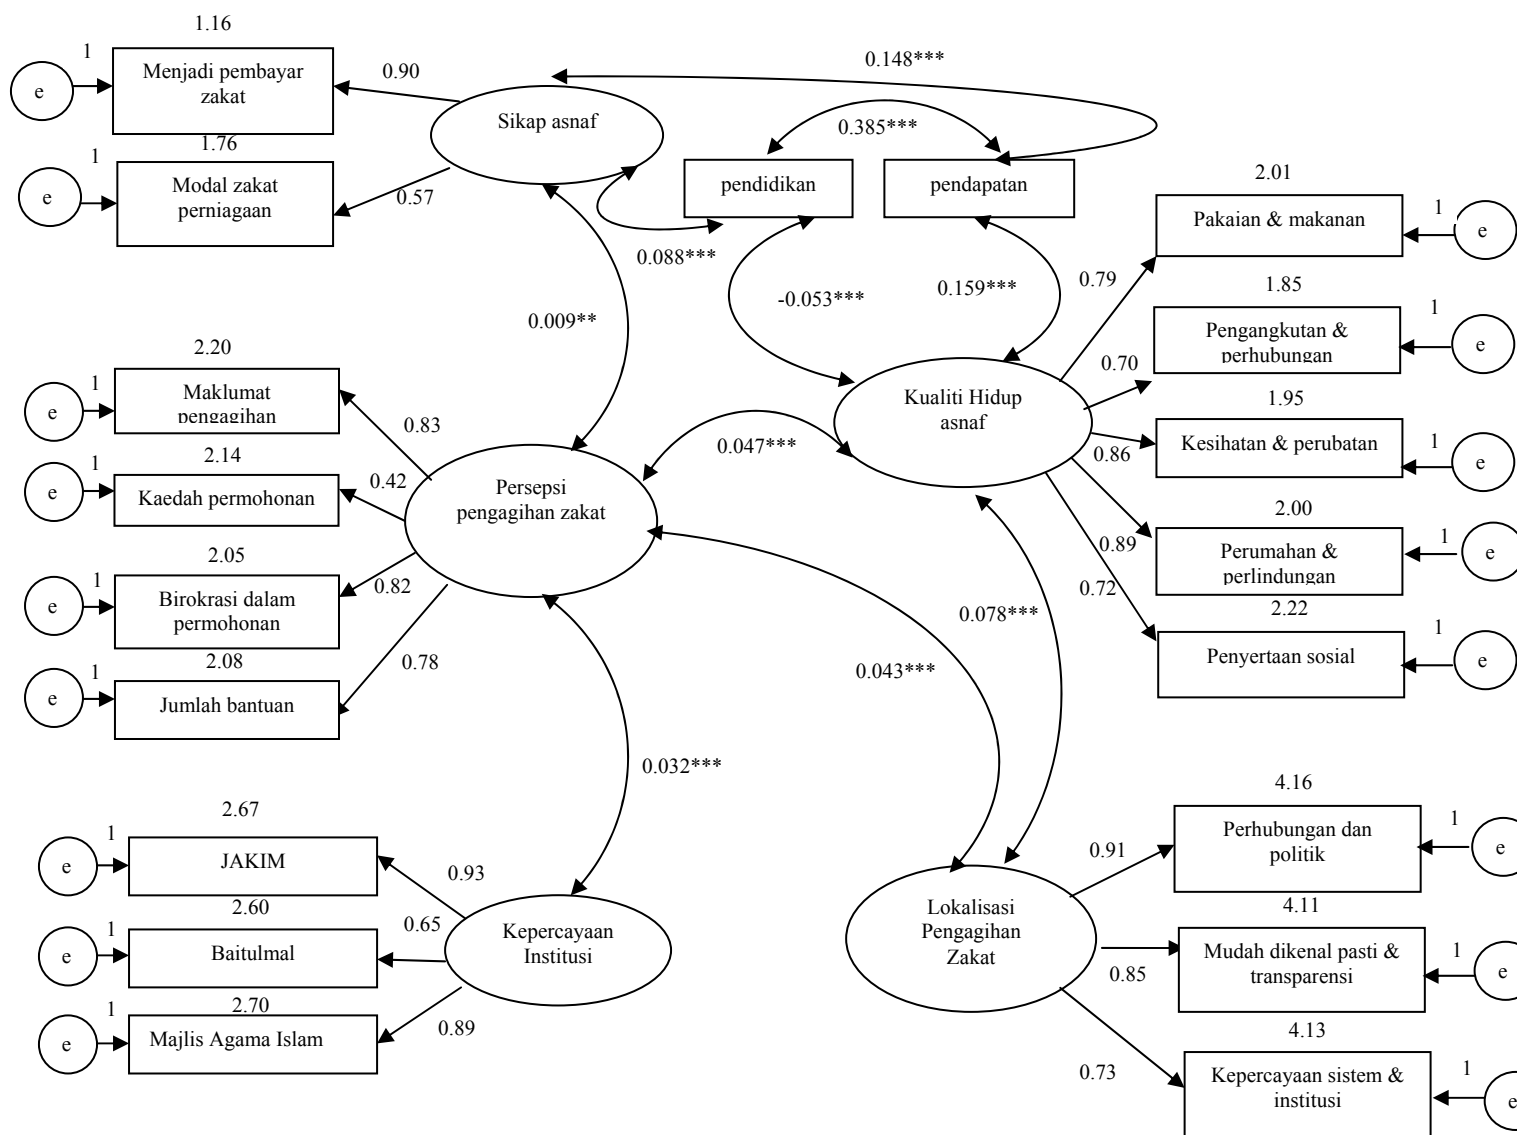 1.16
1
e
Menjadi pembayar
zakat
0.90
1.76
1
e
Modal zakat
perniagaan
0.57
Sikap asnaf
0.148***
0.385***
pendidikan
pendapatan
0.088***
-0.053***
0.159***
0.009**
2.01
Pakaian & makanan
1
e
0.79
1.85
Pengangkutan &
perhubungan
1
e
0.70
1.95
Kesihatan & perubatan
1
e
0.86
2.00
Perumahan &
perlindungan
1
e
0.89
2.22
Penyertaan sosial
1
e
0.72
Kualiti Hidup
asnaf
0.047***
2.20
1
e
Maklumat
pengagihan
0.83
2.14
1
e
Kaedah permohonan
0.42
2.05
1
e
Birokrasi dalam
permohonan
0.82
2.08
1
e
Jumlah bantuan
0.78
Persepsi
pengagihan zakat
0.078***
0.043***
0.032***
2.67
1
e
JAKIM
0.93
2.60
1
e
Baitulmal
0.65
2.70
1
e
Majlis Agama Islam
0.89
Kepercayaan
Institusi
Lokalisasi
Pengagihan
Zakat
4.16
Perhubungan dan
politik
1
e
0.91
4.11
Mudah dikenal pasti &
transparensi
1
e
0.85
4.13
Kepercayaan sistem &
institusi
1
e
0.73